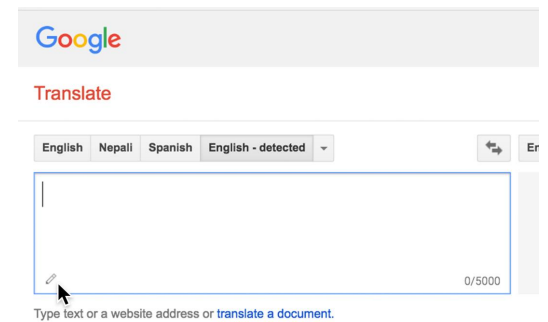 Google
Translate
English Nepali Spanish English - detected
0/5000
Type text or a website address or translate a document.